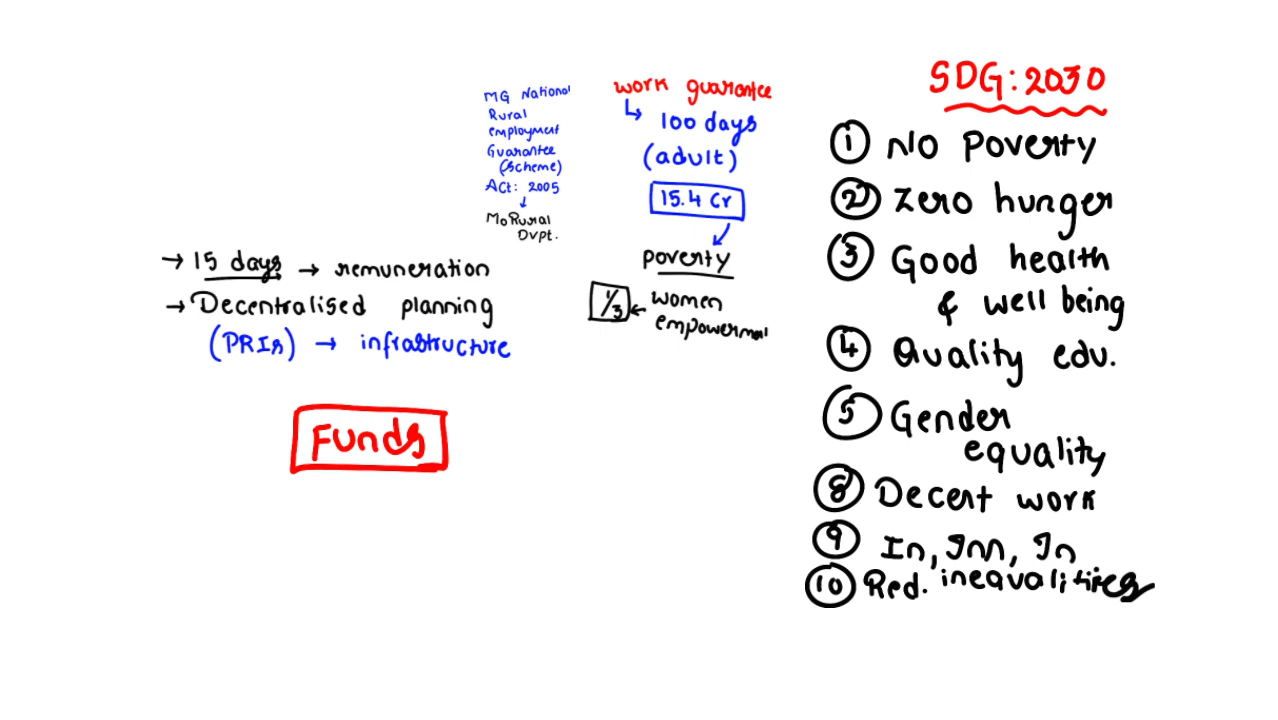 MG National
Rural
employment
Guarantee
(scheme)
Act: 2005
↓
MoRural
Dvpt.
work guarantee
↳ 100 days
(adult)
15.4 Cr
poverty
1/3 ← women
empowerment
→ 15 days → remuneration
→ Decentralised planning
(PRIs) → infrastructure
Funds
SDG: 2030
① No Poverty
② Zero hunger
③ Good health
& well being
④ Quality edu.
⑤ Gender
equality
⑧ Decent work
⑨ In, Inn, In
⑩ Red. inequalities